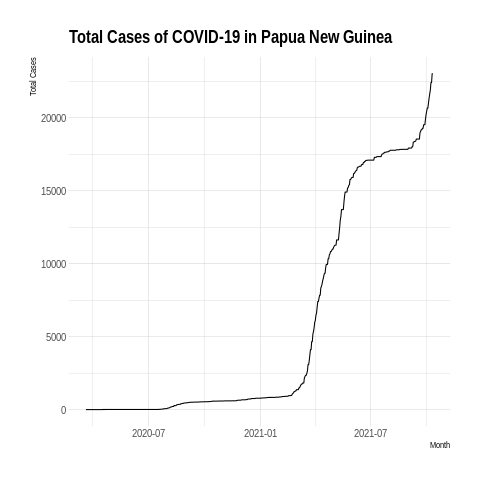 Total Cases of COVID-19 in Papua New Guinea
Total Cases
20000
15000
10000
5000
0
2020-07 2021-01 2021-07
Month